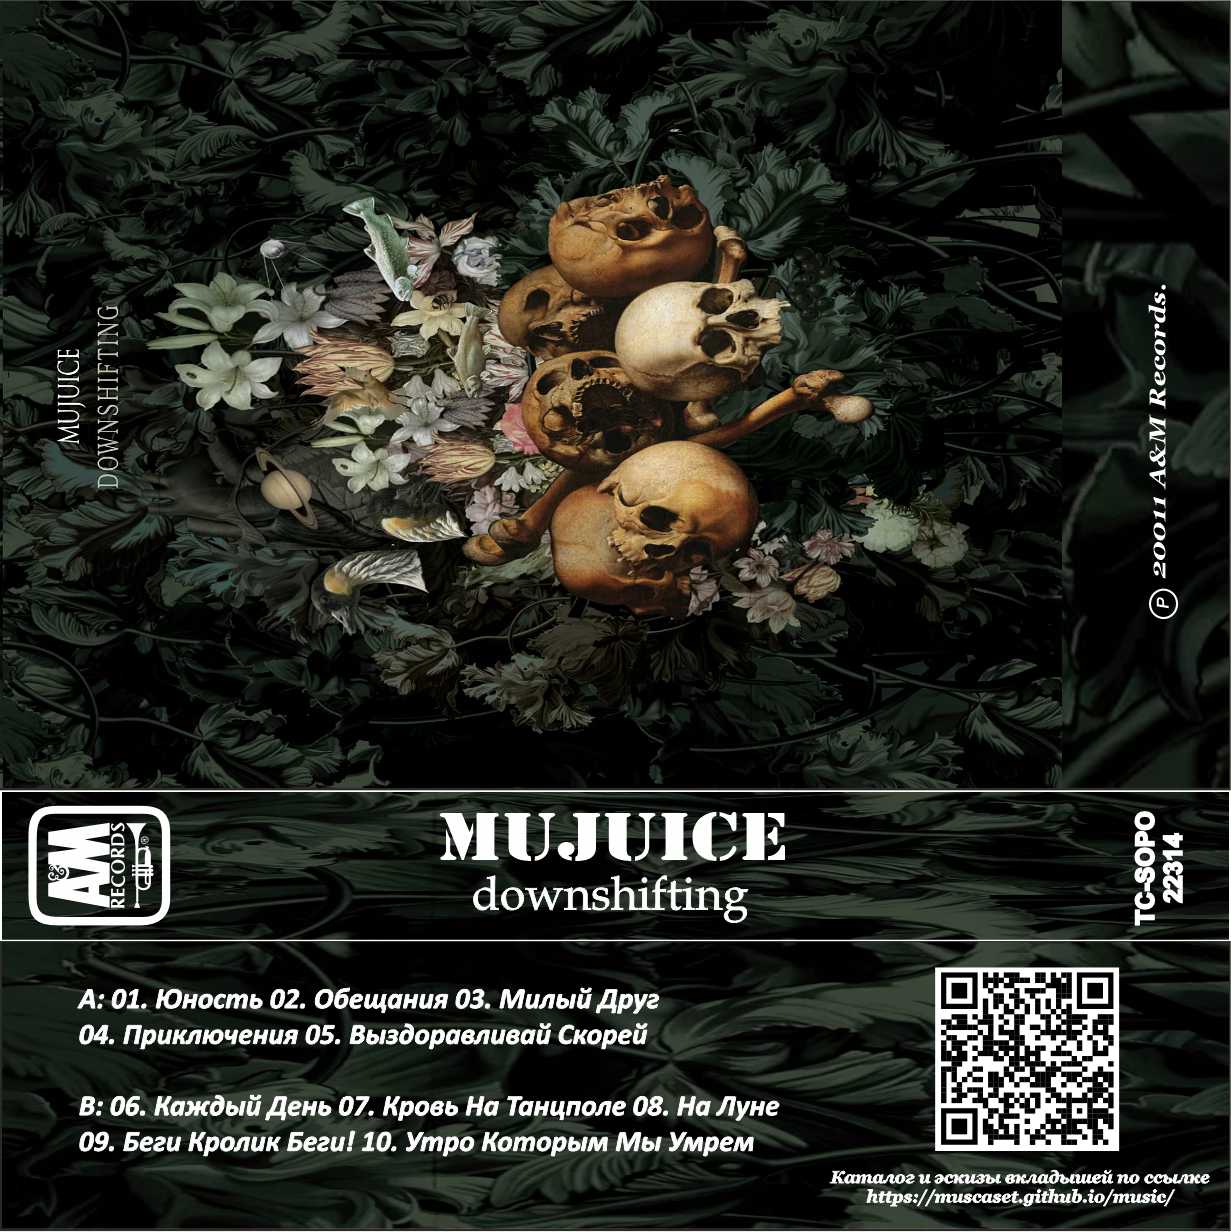 MUJUICE
DOWNSHIFTING
Ⓟ 20011 A&M Records.
A&M
RECORDS
®
MUJUICE
downshifting
TC-SOPO
22314
A: 01. Юность 02. Обещания 03. Милый Друг
04. Приключения 05. Выздоравливай Скорей
B: 06. Каждый День 07. Кровь На Танцполе 08. На Луне
09. Беги Кролик Беги! 10. Утро Которым Мы Умрем
Каталог и эскизы вкладышей по ссылке
https://muscaset.github.io/music/